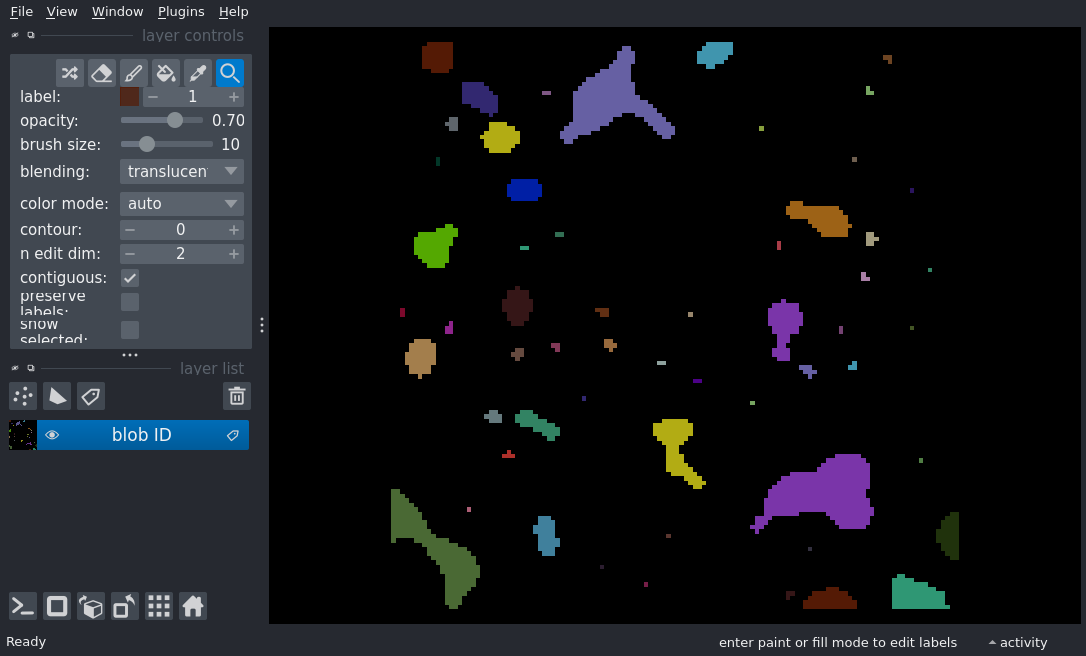 File View Window Plugins Help
layer controls
label: 1
opacity: 0.70
brush size: 10
blending: translucen
color mode: auto
contour: 0
n edit dim: 2
contiguous:
preserve
labels:
show
selected:
layer list
blob ID
Ready
enter paint or fill mode to edit labels
activity